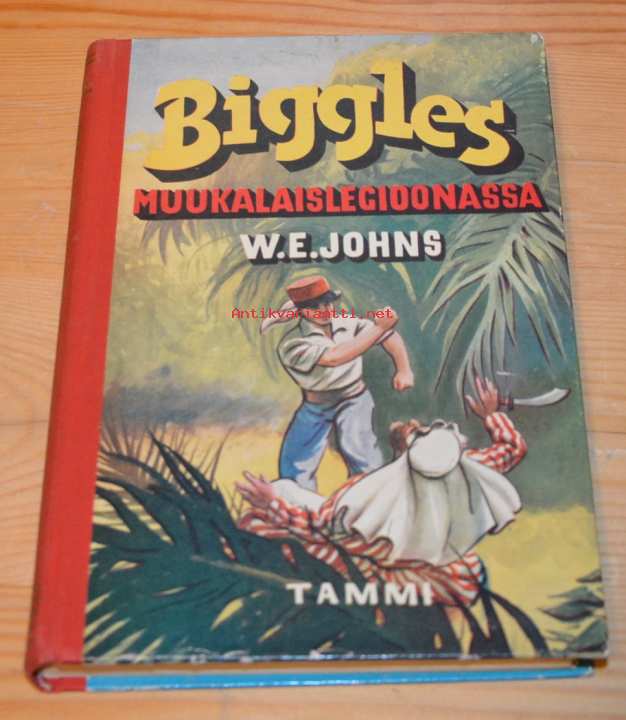 Biggles
MUUKALAISLEGIOONASSA
W.E.JOHNS
Antikvariaatti.net
TAMMI